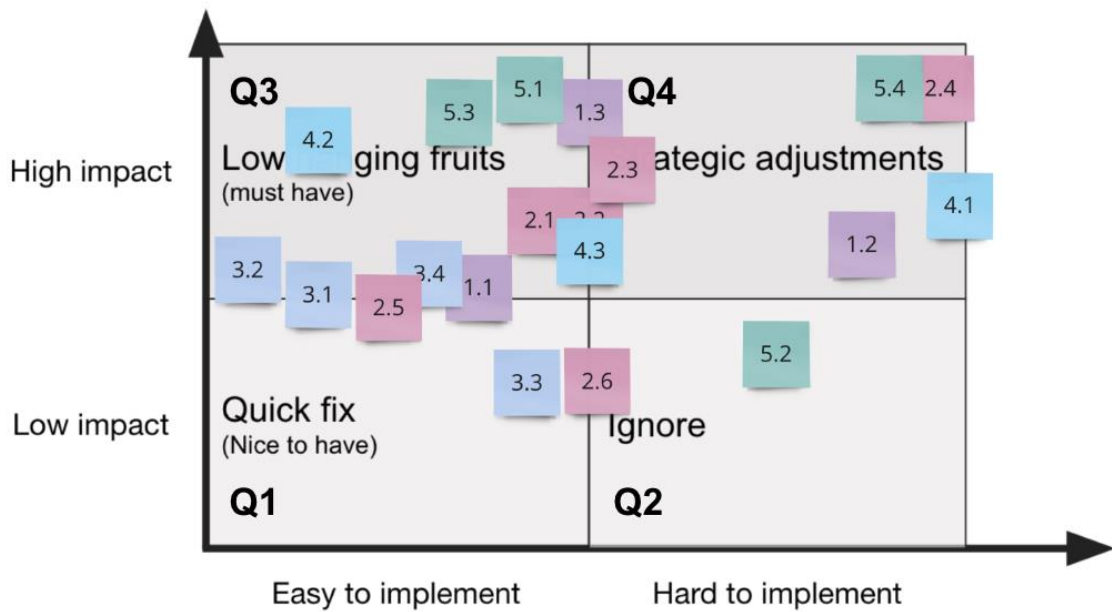 Q3
Q4
5.1
5.4
2.4
5.3
1.3
4.2
2.3
High impact
Low ging fruits
ategic adjustments
(must have)
4.1
2.1
1.2
4.3
3.2
3.4
3.1
1.1
2.5
5.2
3.3
2.6
Quick fix
Low impact
Ignore
(Nice to have)
Q1
Q2
Easy to implement
Hard to implement